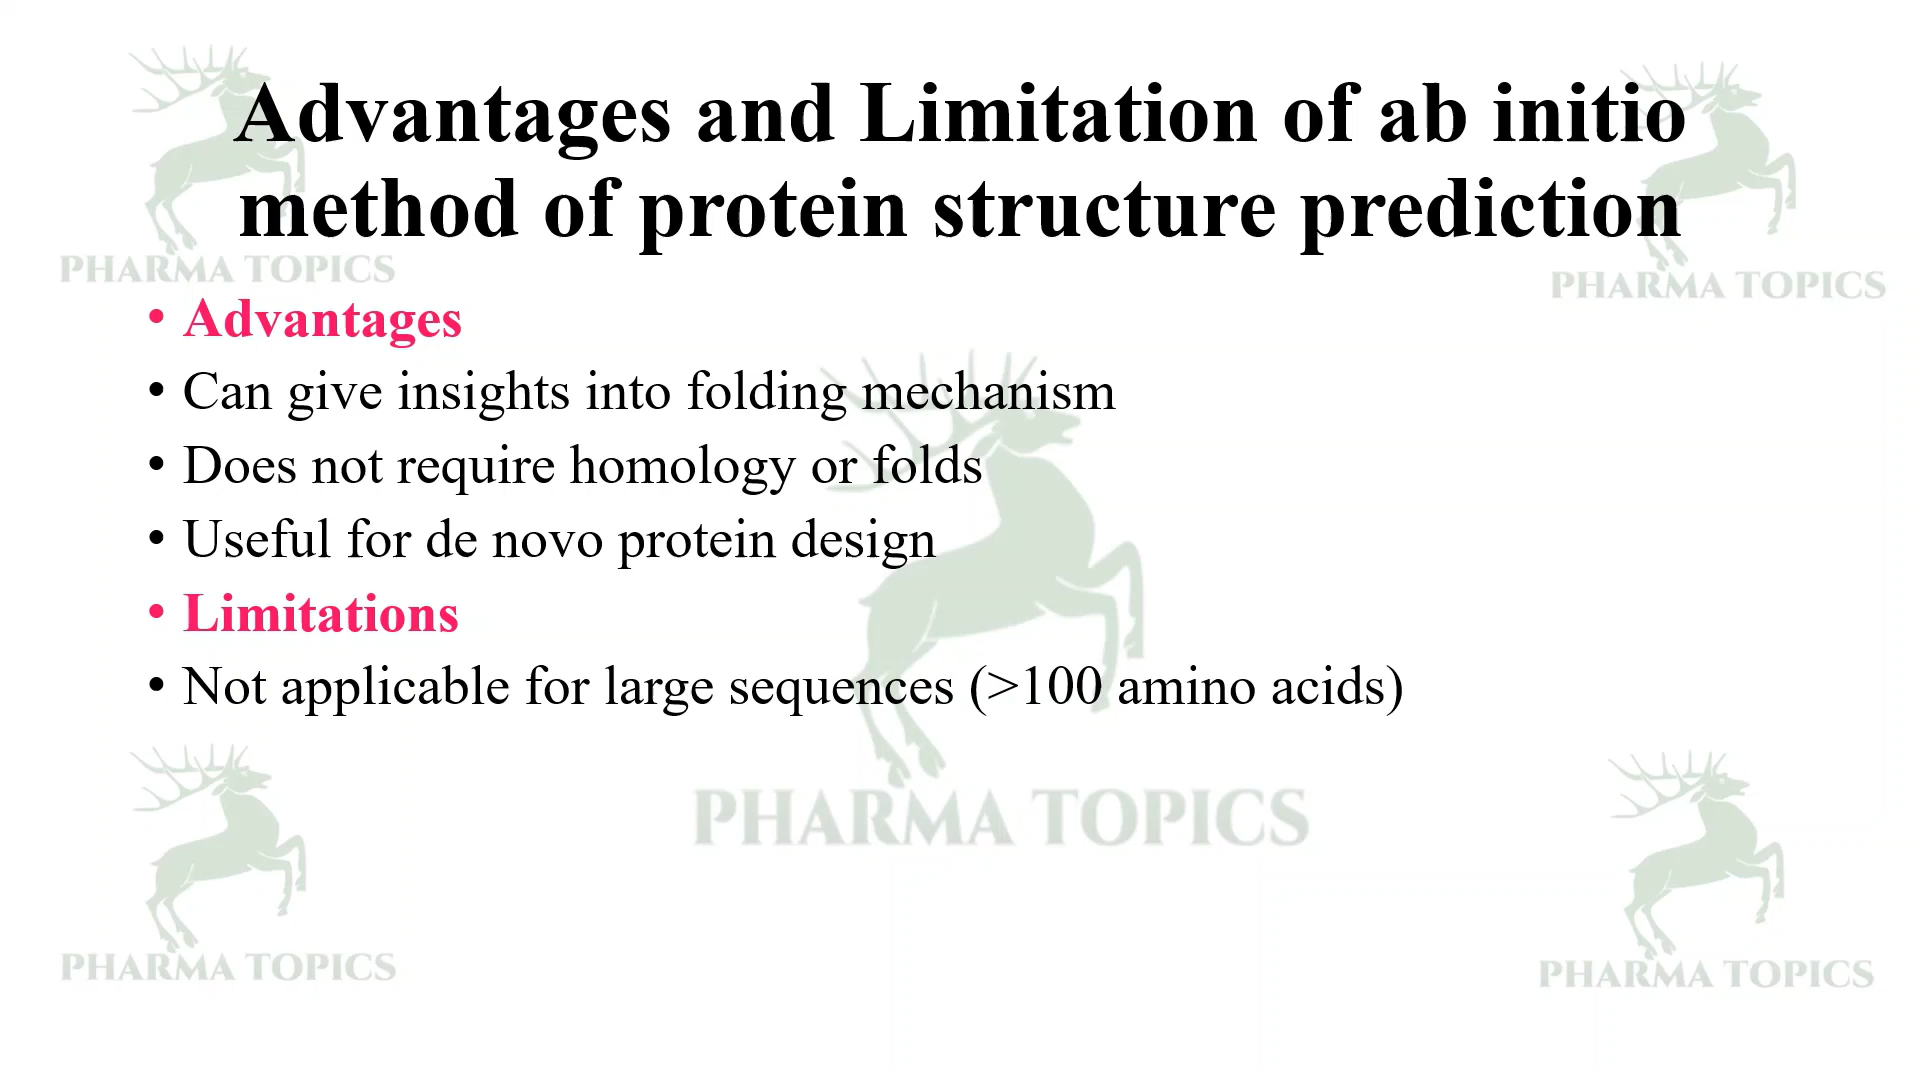 Advantages and Limitation of ab initio
method of protein structure prediction
PHARMA TOPICS
PHARMA TOPICS
• Advantages
• Can give insights into folding mechanism
• Does not require homology or folds
• Useful for de novo protein design
• Limitations
• Not applicable for large sequences (>100 amino acids)
PHARMA TOPICS
PHARMA TOPICS
PHARMA TOPICS